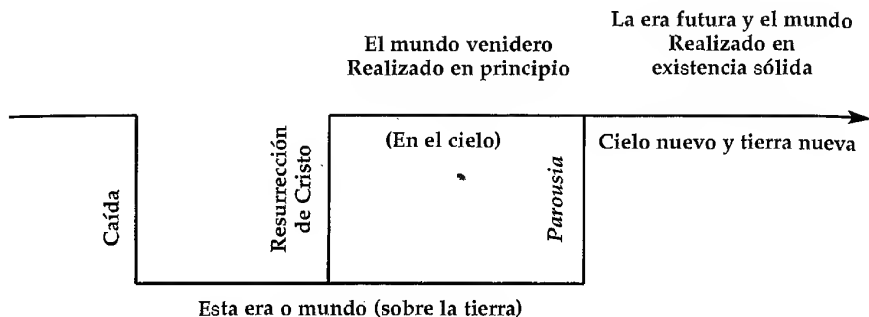 La era futura y el mundo
Realizado en
existencia sólida
El mundo venidero
Realizado en principio
Caída
Resurrección
de Cristo
(En el cielo)
Parousia
Cielo nuevo y tierra nueva
Esta era o mundo (sobre la tierra)